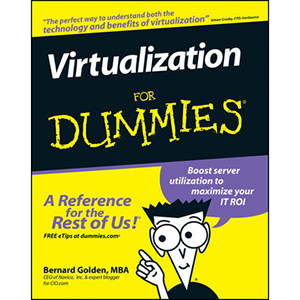 "The perfect way to understand both the
technology and benefits of virtualization"
Simon Crosby, CTO, XenSource
Virtualization
FOR
DUMMIES®
Boost server
utilization to
maximize your
IT ROI
A Reference
for the
Rest of Us!®
FREE eTips at dummies.com®
Bernard Golden, MBA
CEO of Navica, Inc. & expert blogger
for CIO.com